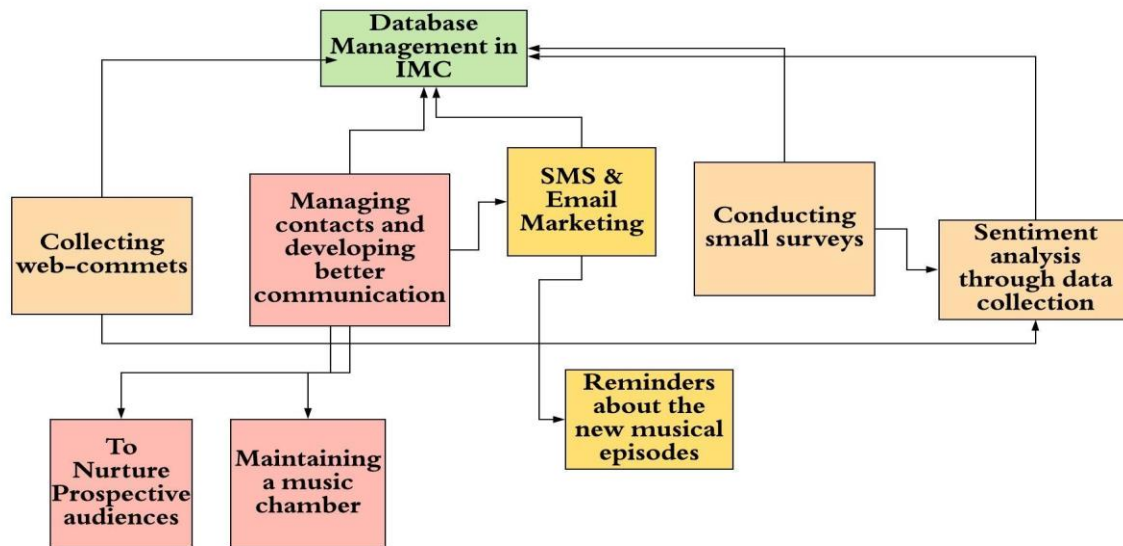 Database
Management in
IMC
Collecting
web-commets
Managing
contacts and
developing
better
communication
SMS &
Email
Marketing
Conducting
small surveys
Sentiment
analysis
through data
collection
To
Nurture
Prospective
audiences
Maintaining
a music
chamber
Reminders
about the
new musical
episodes